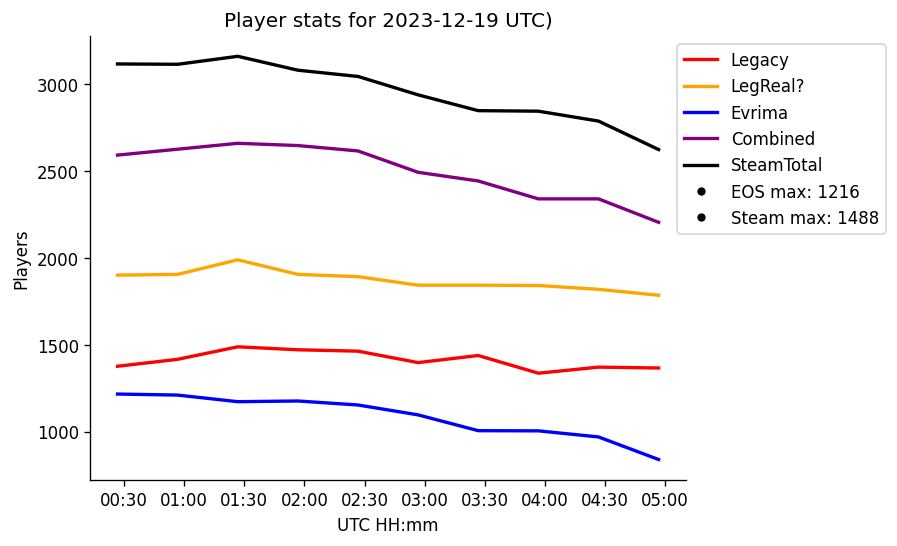 Player stats for 2023-12-19 UTC)
Players
3000
2500
2000
1500
1000
00:30 01:00 01:30 02:00 02:30 03:00 03:30 04:00 04:30 05:00
UTC HH:mm
Legacy
LegReal?
Evrima
Combined
SteamTotal
EOS max: 1216
Steam max: 1488